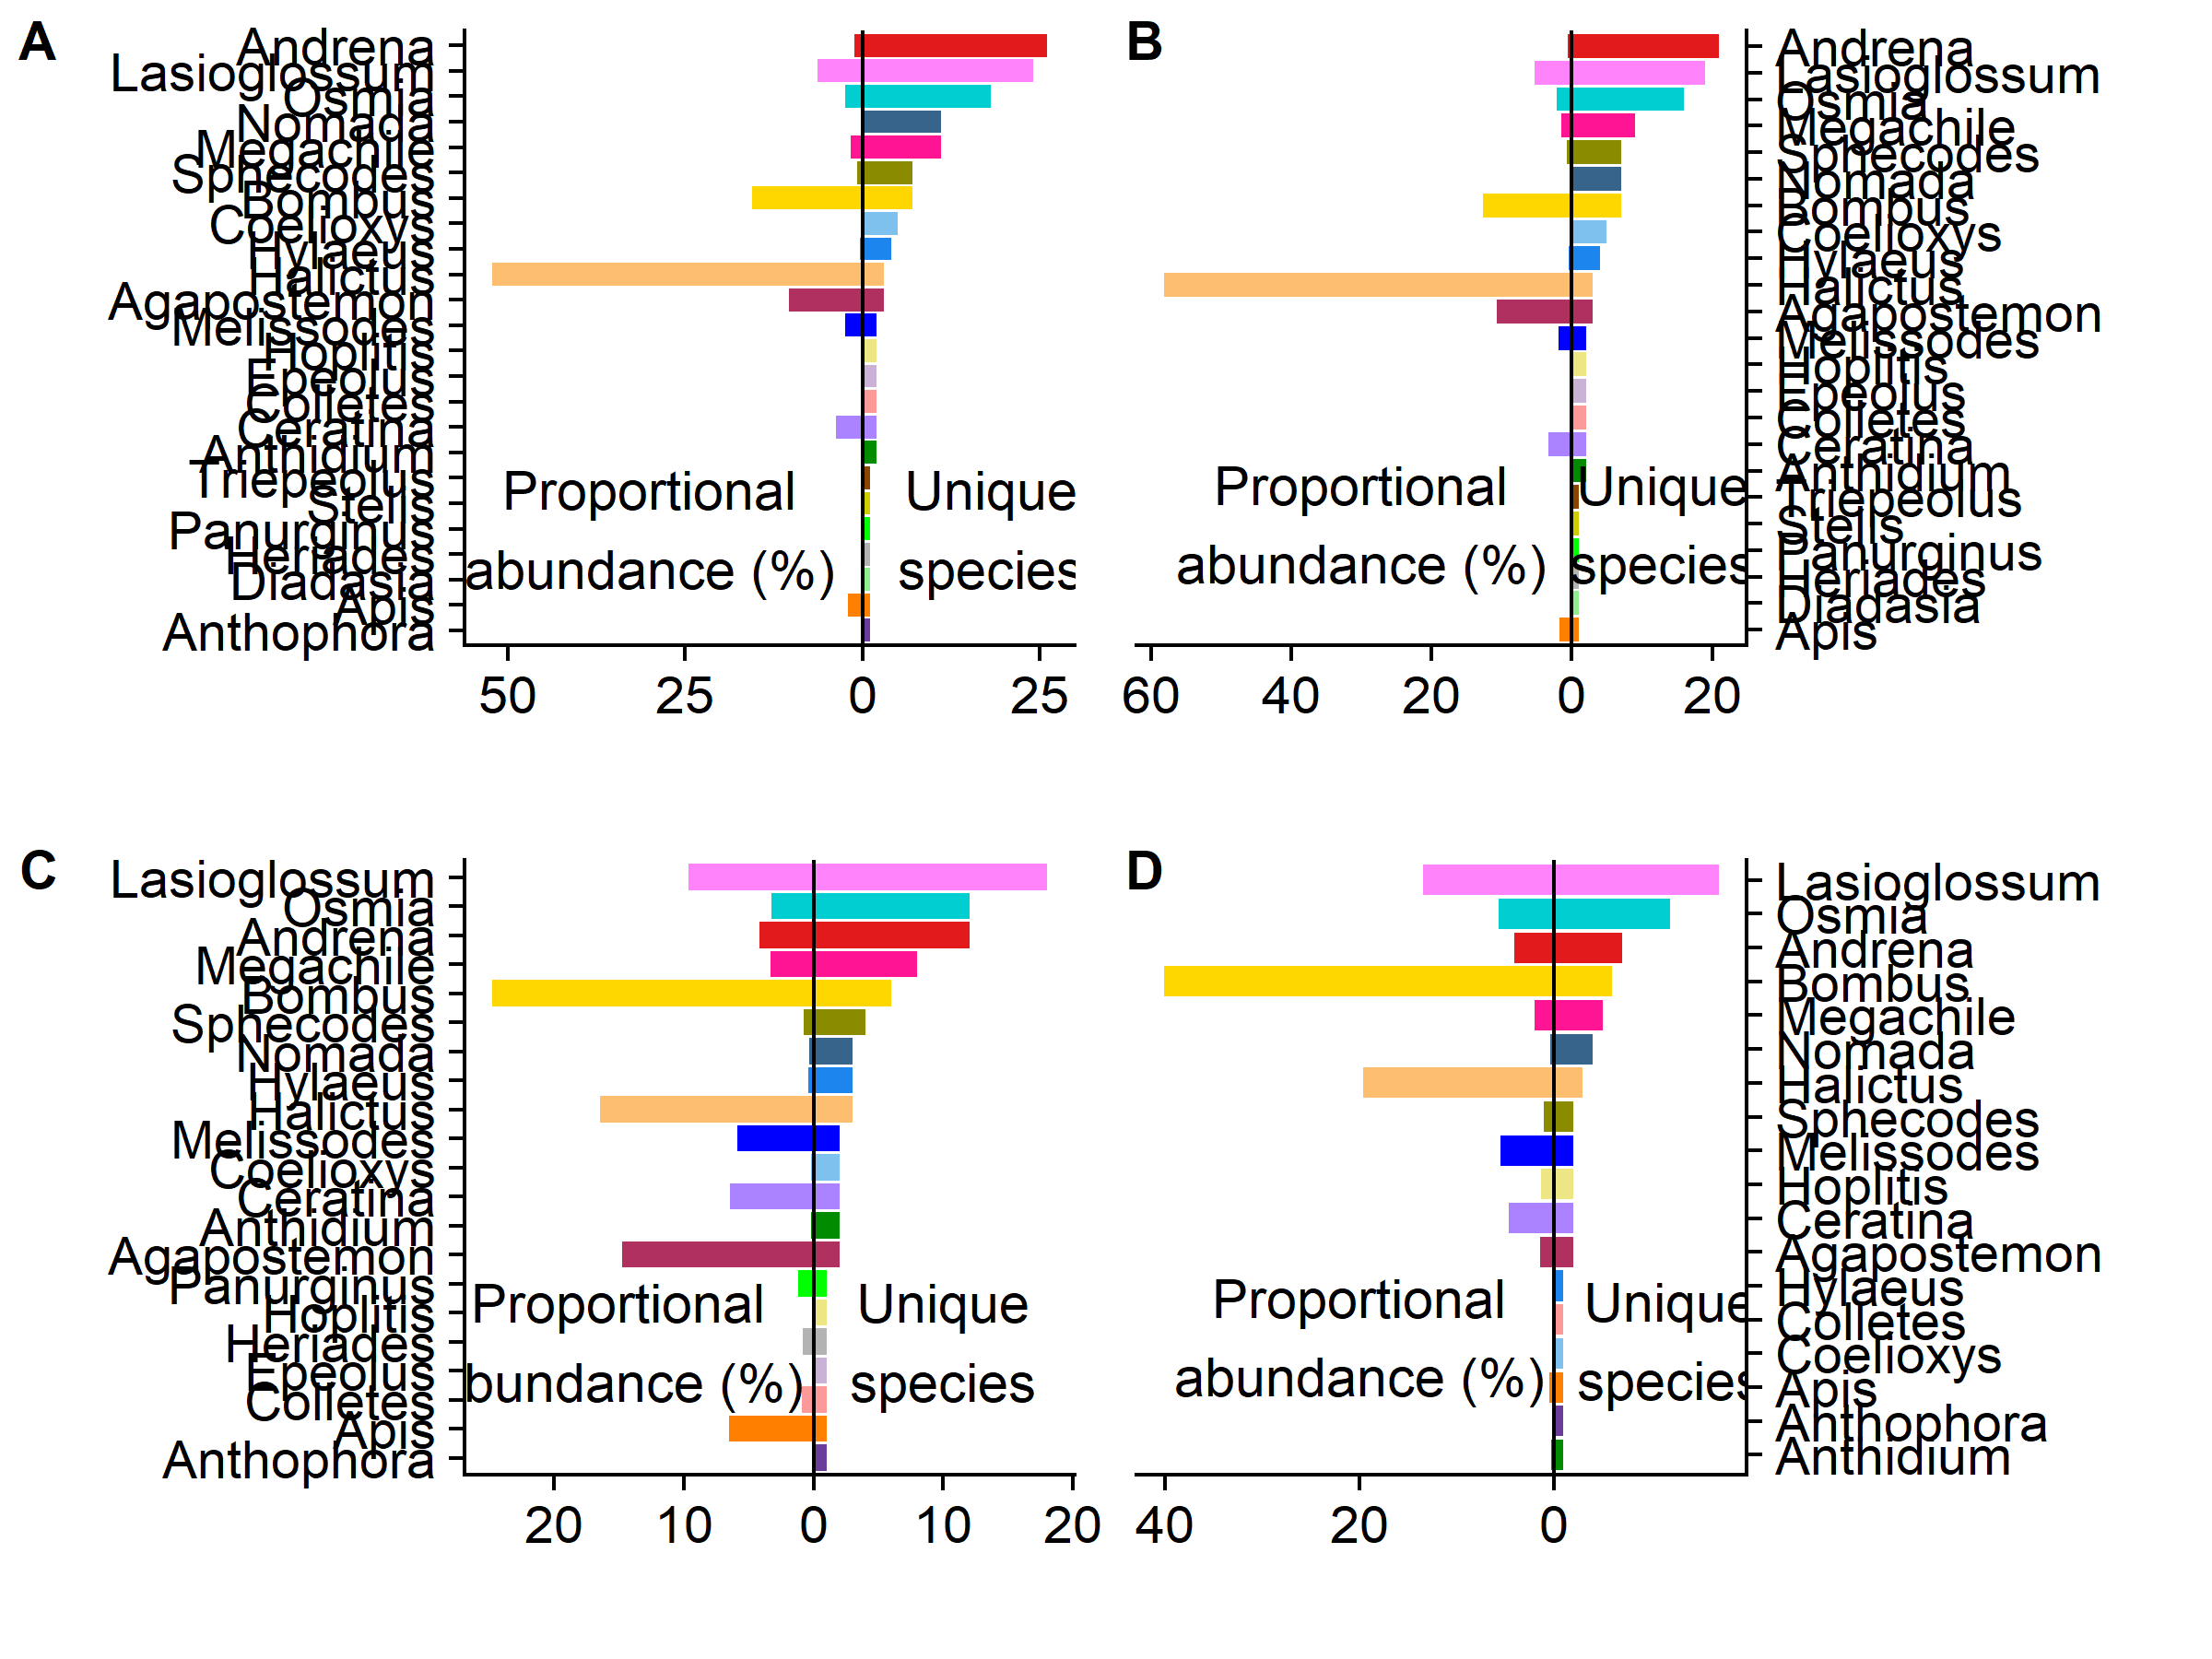 A
Andrena
Lasioglossum
Osmia
Nomada
Megachile
Sphecodes
Bombus
Coelioxys
Hylaeus
Halictus
Agapostemon
Melissodes
Hoplitis
Epeolus
Colletes
Ceratina
Anthidium
Triepeolus
Stelis
Panurginus
Heriades
Diadasia
Apis
Anthophora
Proportional
abundance (%)
Unique
species
50 25 0 25
B
Andrena
Lasioglossum
Osmia
Megachile
Sphecodes
Nomada
Bombus
Coelioxys
Hylaeus
Halictus
Agapostemon
Melissodes
Hoplitis
Epeolus
Colletes
Ceratina
Anthidium
Triepeolus
Stelis
Panurginus
Heriades
Diadasia
Apis
Proportional
abundance (%)
Unique
species
60 40 20 0 20
C
Lasioglossum
Osmia
Andrena
Megachile
Bombus
Sphecodes
Nomada
Hylaeus
Halictus
Melissodes
Coelioxys
Ceratina
Anthidium
Agapostemon
Panurginus
Hoplitis
Heriades
Epeolus
Colletes
Apis
Anthophora
Proportional
bundance (%)
Unique
species
20 10 0 10 20
D
Lasioglossum
Osmia
Andrena
Bombus
Megachile
Nomada
Halictus
Sphecodes
Melissodes
Hoplitis
Ceratina
Agapostemon
Hylaeus
Colletes
Coelioxys
Apis
Anthophora
Anthidium
Proportional
abundance (%)
Unique
species
40 20 0